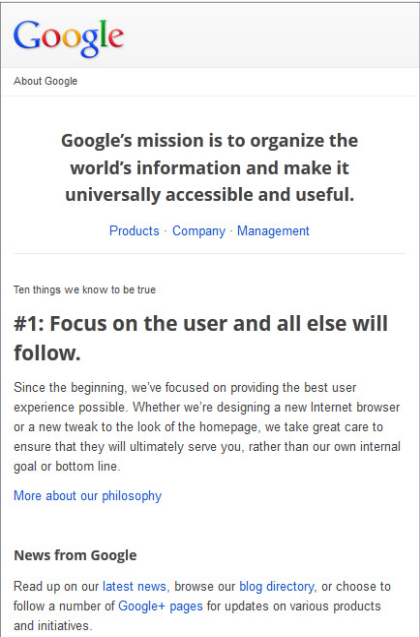 Google
About Google
Google's mission is to organize the
world's information and make it
universally accessible and useful.
Products · Company · Management
Ten things we know to be true
#1: Focus on the user and all else will
follow.
Since the beginning, we've focused on providing the best user
experience possible. Whether we're designing a new Internet browser
or a new tweak to the look of the homepage, we take great care to
ensure that they will ultimately serve you, rather than our own internal
goal or bottom line.
More about our philosophy
News from Google
Read up on our latest news, browse our blog directory, or choose to
follow a number of Google+ pages for updates on various products
and initiatives.